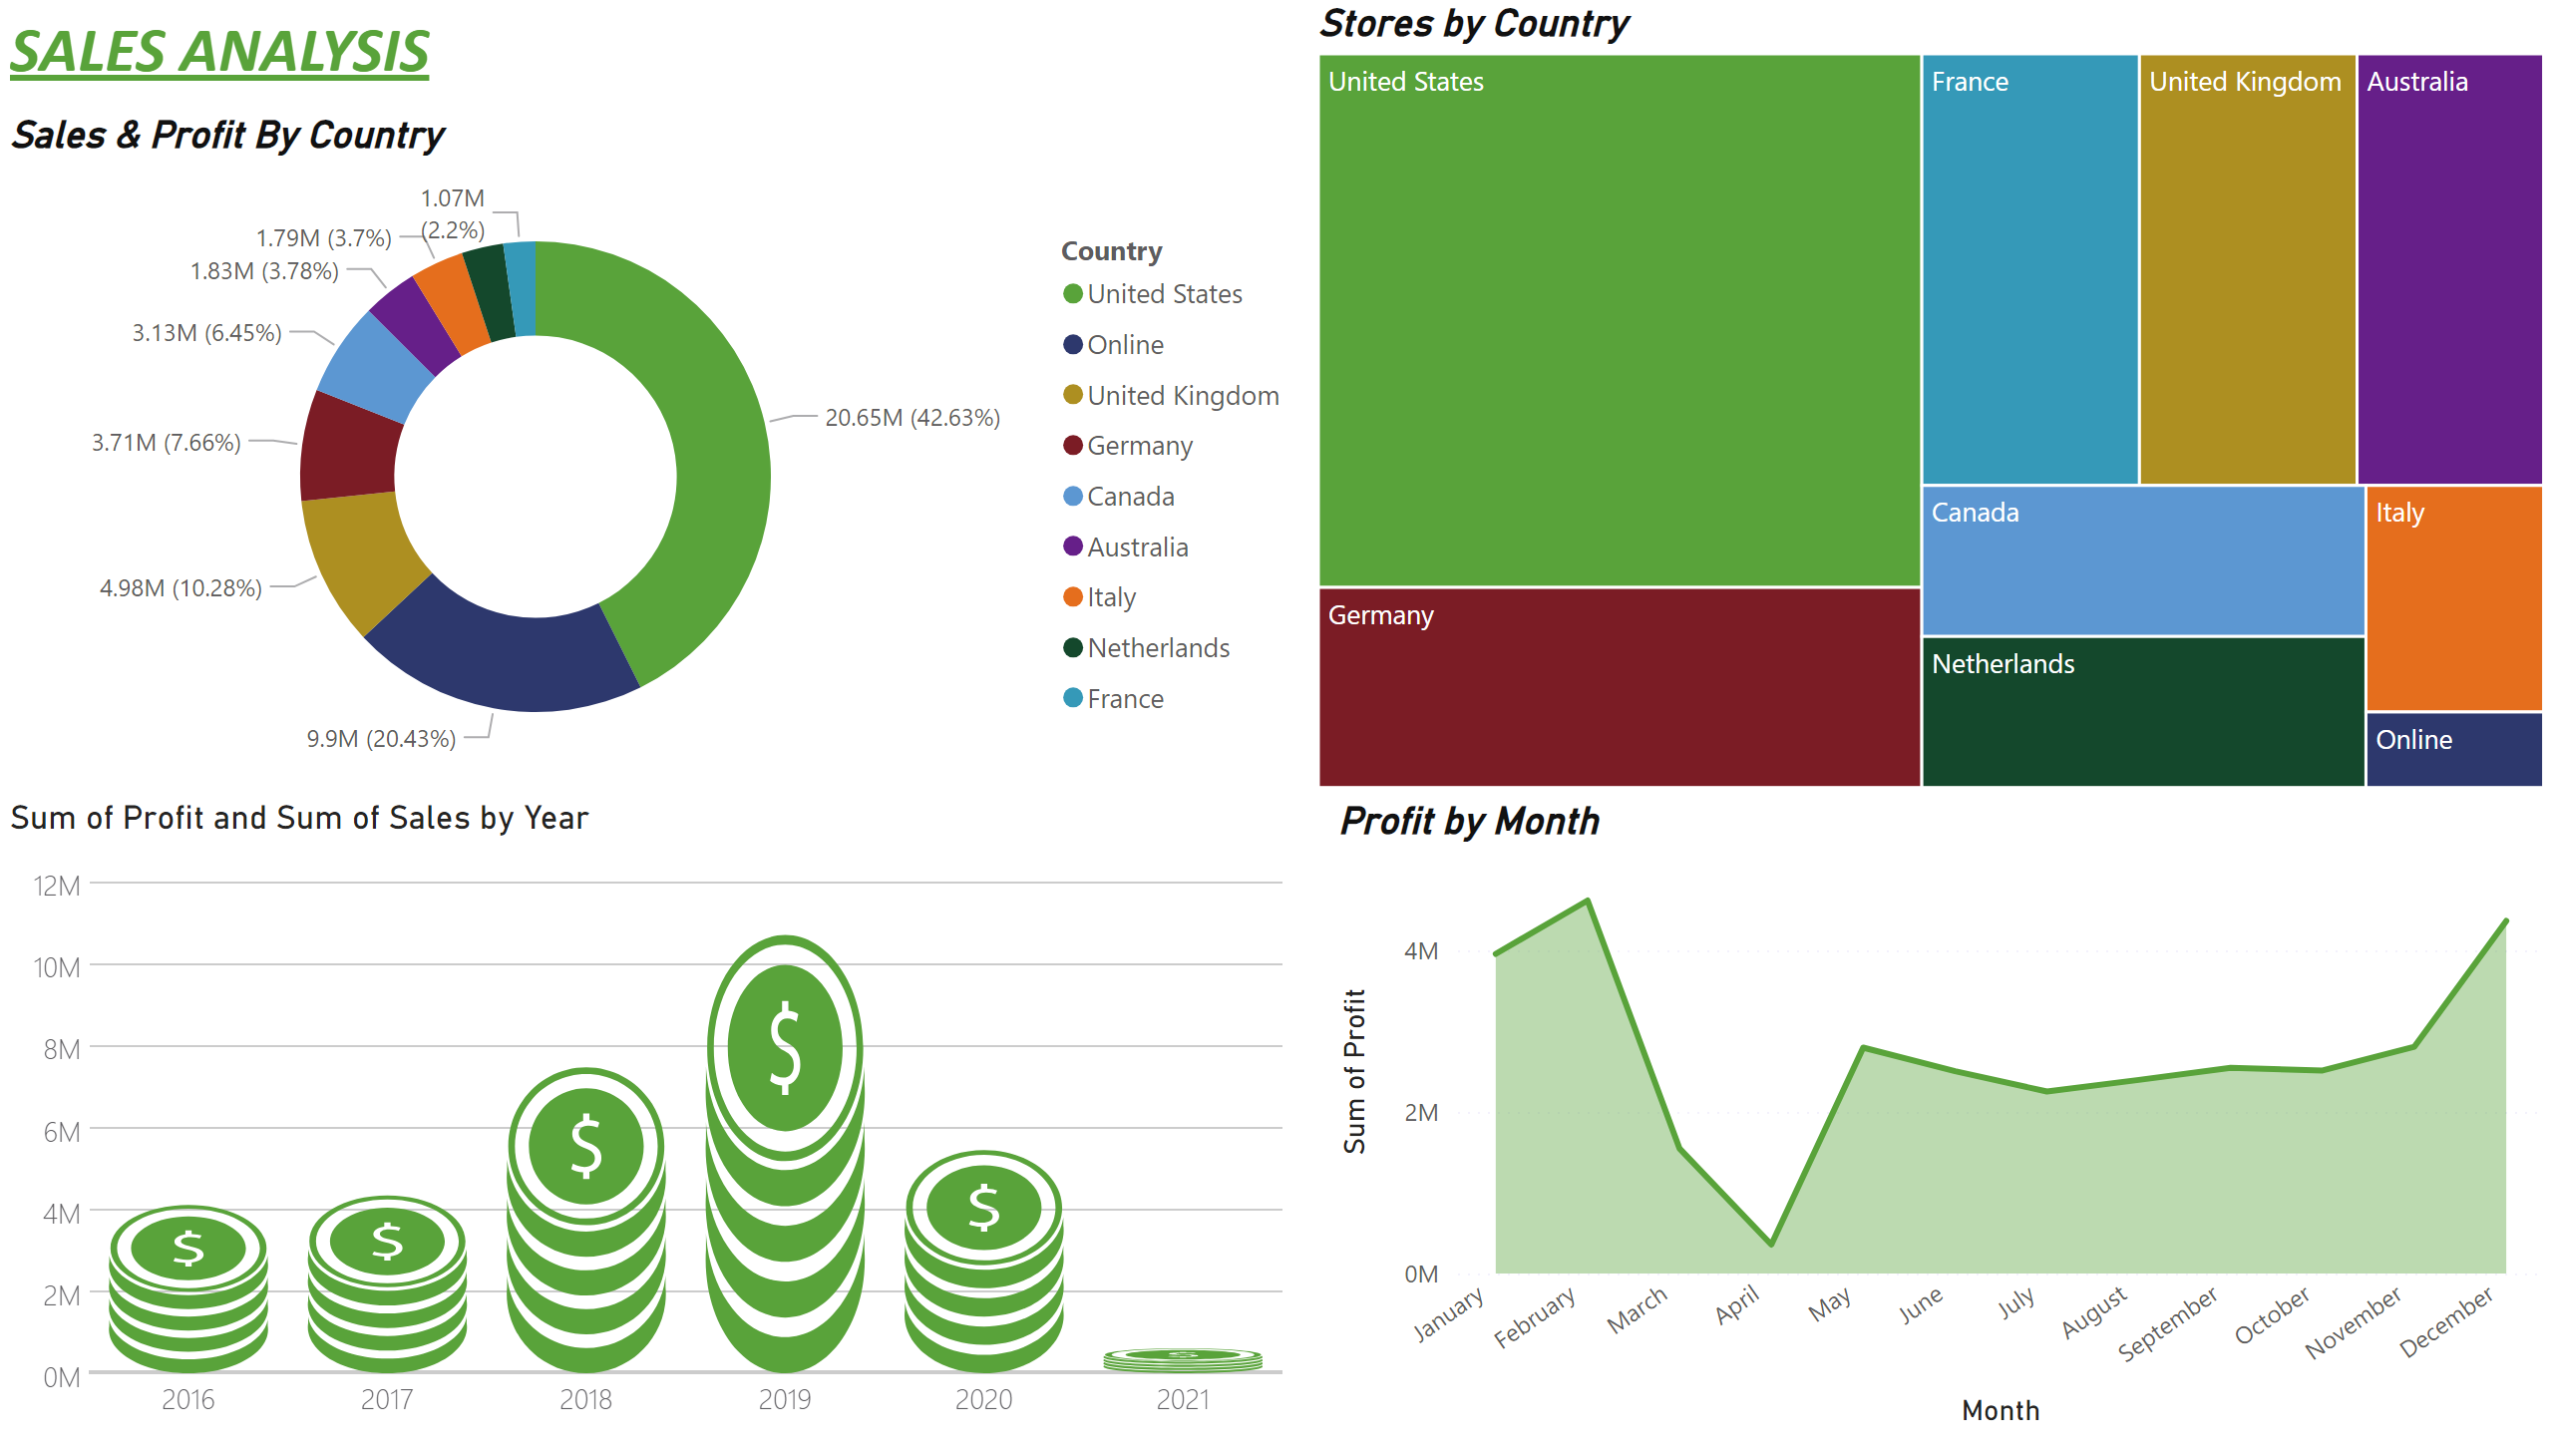 SALES ANALYSIS
Sales & Profit By Country
1.07M
(2.2%)
1.79M (3.7%)
1.83M (3.78%)
3.13M (6.45%)
3.71M (7.66%)
4.98M (10.28%)
9.9M (20.43%)
20.65M (42.63%)
Country
United States
Online
United Kingdom
Germany
Canada
Australia
Italy
Netherlands
France
Stores by Country
United States
France
United Kingdom
Australia
Canada
Italy
Germany
Netherlands
Online
Sum of Profit and Sum of Sales by Year
12M
10M
8M
6M
4M
2M
0M
$
$
$
$
$
$
2016
2017
2018
2019
2020
2021
Profit by Month
Sum of Profit
4M
2M
0M
January
February
March
April
May
June
July
August
September
October
November
December
Month